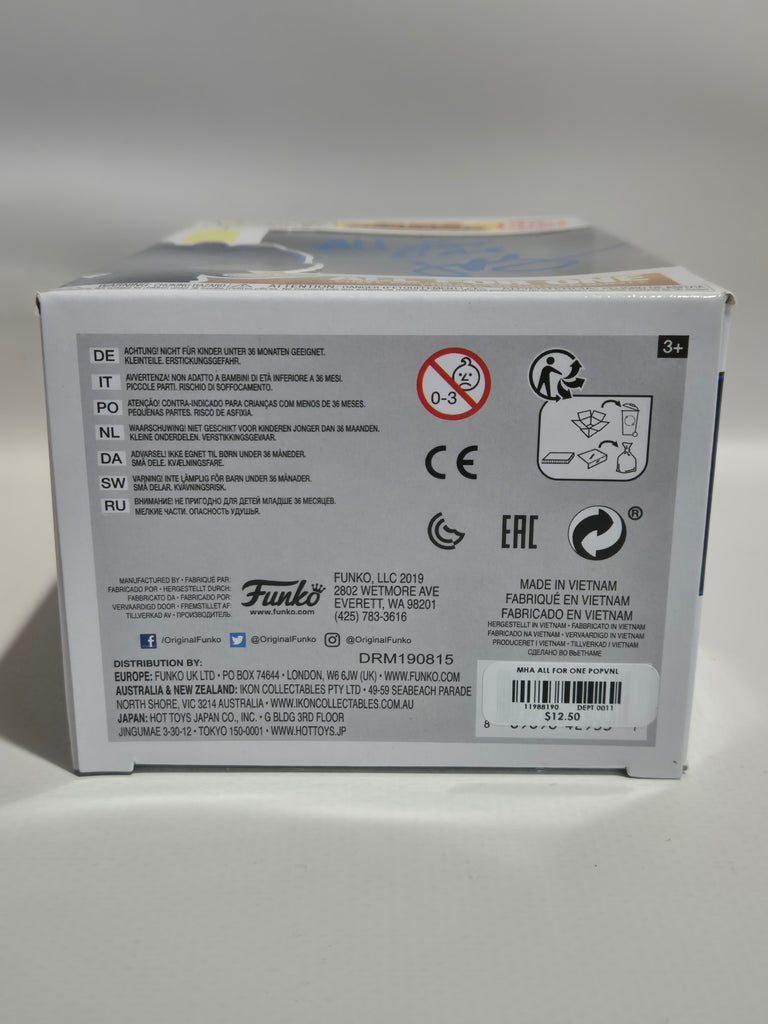 ALL FOR ONE
DE ACHTUNG! NICHT FÜR KINDER UNTER 36 MONATEN GEEIGNET.
KLEINTEILE. ERSTICKUNGSGEFAHR.
IT AVVERTENZA! NON ADATTO A BAMBINI DI ETÀ INFERIORE A 36 MESI.
PICCOLE PARTI. RISCHIO DI SOFFOCAMENTO.
PO ATENÇÃO! CONTRA-INDICADO PARA CRIANÇAS COM MENOS DE 36 MESES.
PEQUENAS PARTES. RISCO DE ASFIXIA.
NL WAARSCHUWING! NIET GESCHIKT VOOR KINDEREN JONGER DAN 36 MAANDEN.
KLEINE ONDERDELEN. VERSTIKKINGSGEVAAR.
DA ADVARSEL! IKKE EGNET TIL BØRN UNDER 36 MÅNEDER.
SMÅ DELE. KVÆLNINGSFARE.
SW VARNING! INTE LÄMPLIG FÖR BARN UNDER 36 MÅNADER.
SMÅ DELAR. KVÄVNINGSRISK.
RU ВНИМАНИЕ! НЕ ПРИГОДНО ДЛЯ ДЕТЕЙ МЛАДШЕ 36 МЕСЯЦЕВ.
МЕЛКИЕ ЧАСТИ. ОПАСНОСТЬ УДУШЬЯ.
0-3
3+
CE
EAC
®
MANUFACTURED BY • FABRIQUÉ PAR:
FABRICADO POR • HERGESTELLT DURCH:
FABBRICATO DA • FABRICADO POR:
VERVAARDIGD DOOR • FREMSTILLET AF:
TILLVERKAD AV • ПРОИЗВОДИТЕЛЬ:
Funko
www.funko.com
FUNKO, LLC 2019
2802 WETMORE AVE
EVERETT, WA 98201
(425) 783-3616
/OriginalFunko @OriginalFunko @OriginalFunko
MADE IN VIETNAM
FABRIQUÉ EN VIETNAM
FABRICADO EN VIETNAM
HERGESTELLT IN VIETNAM • FABBRICATO IN VIETNAM
FABRICADO NA VIETNAM • VERVAARDIGD IN VIETNAM
PRODUCERET I VIETNAM • TILLVERKAD I VIETNAM
СДЕЛАНО ВО ВЬЕТНАМЕ
DRM190815
DISTRIBUTION BY:
EUROPE: FUNKO UK LTD • PO BOX 74644 • LONDON, W6 6JW (UK) • WWW.FUNKO.COM
AUSTRALIA & NEW ZEALAND: IKON COLLECTABLES PTY LTD • 49-59 SEABEACH PARADE
NORTH SHORE, VIC 3214 AUSTRALIA • WWW.IKONCOLLECTABLES.COM.AU
JAPAN: HOT TOYS JAPAN CO., INC. • G BLDG 3RD FLOOR
JINGUMAE 3-30-12 • TOKYO 150-0001 • WWW.HOTTOYS.JP
MHA ALL FOR ONE POPVNL
11988190 DEPT 0011
$12.50